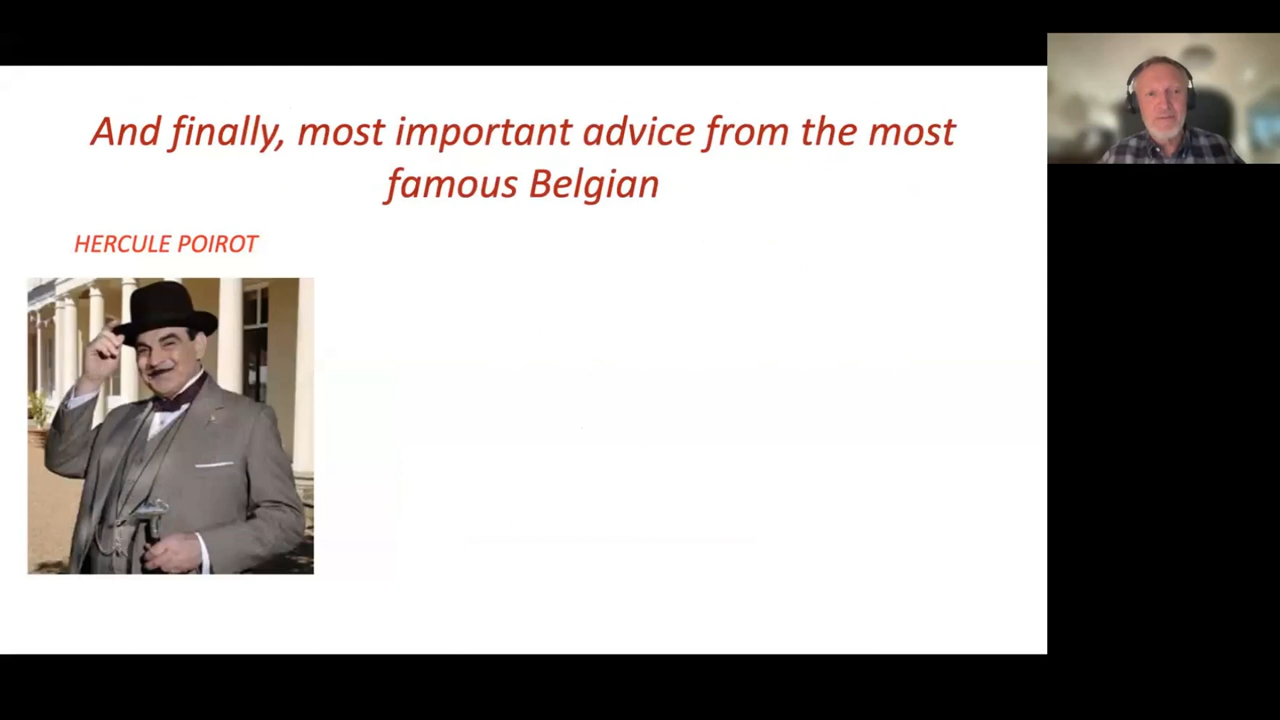 And finally, most important advice from the most
famous Belgian
HERCULE POIROT